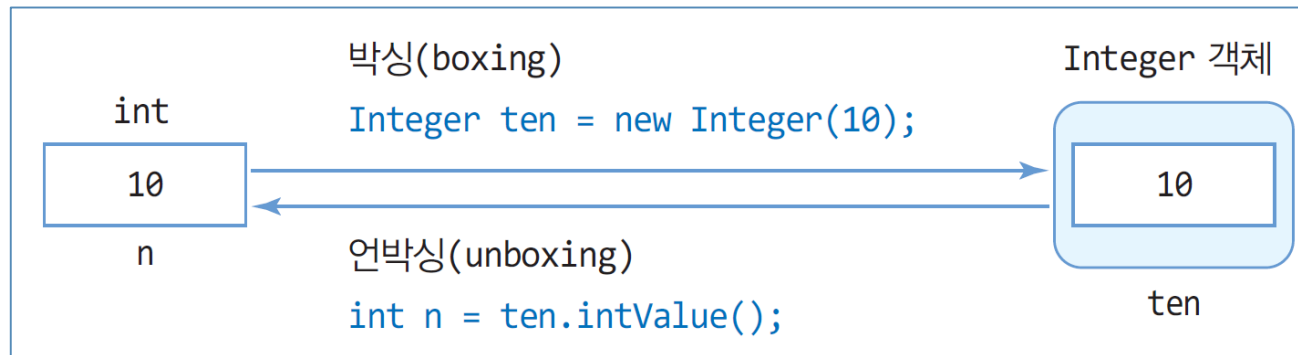 박싱(boxing)
Integer 객체
int
Integer ten = new Integer(10);
10
10
n
언박싱(unboxing)
ten
int n = ten.intValue();